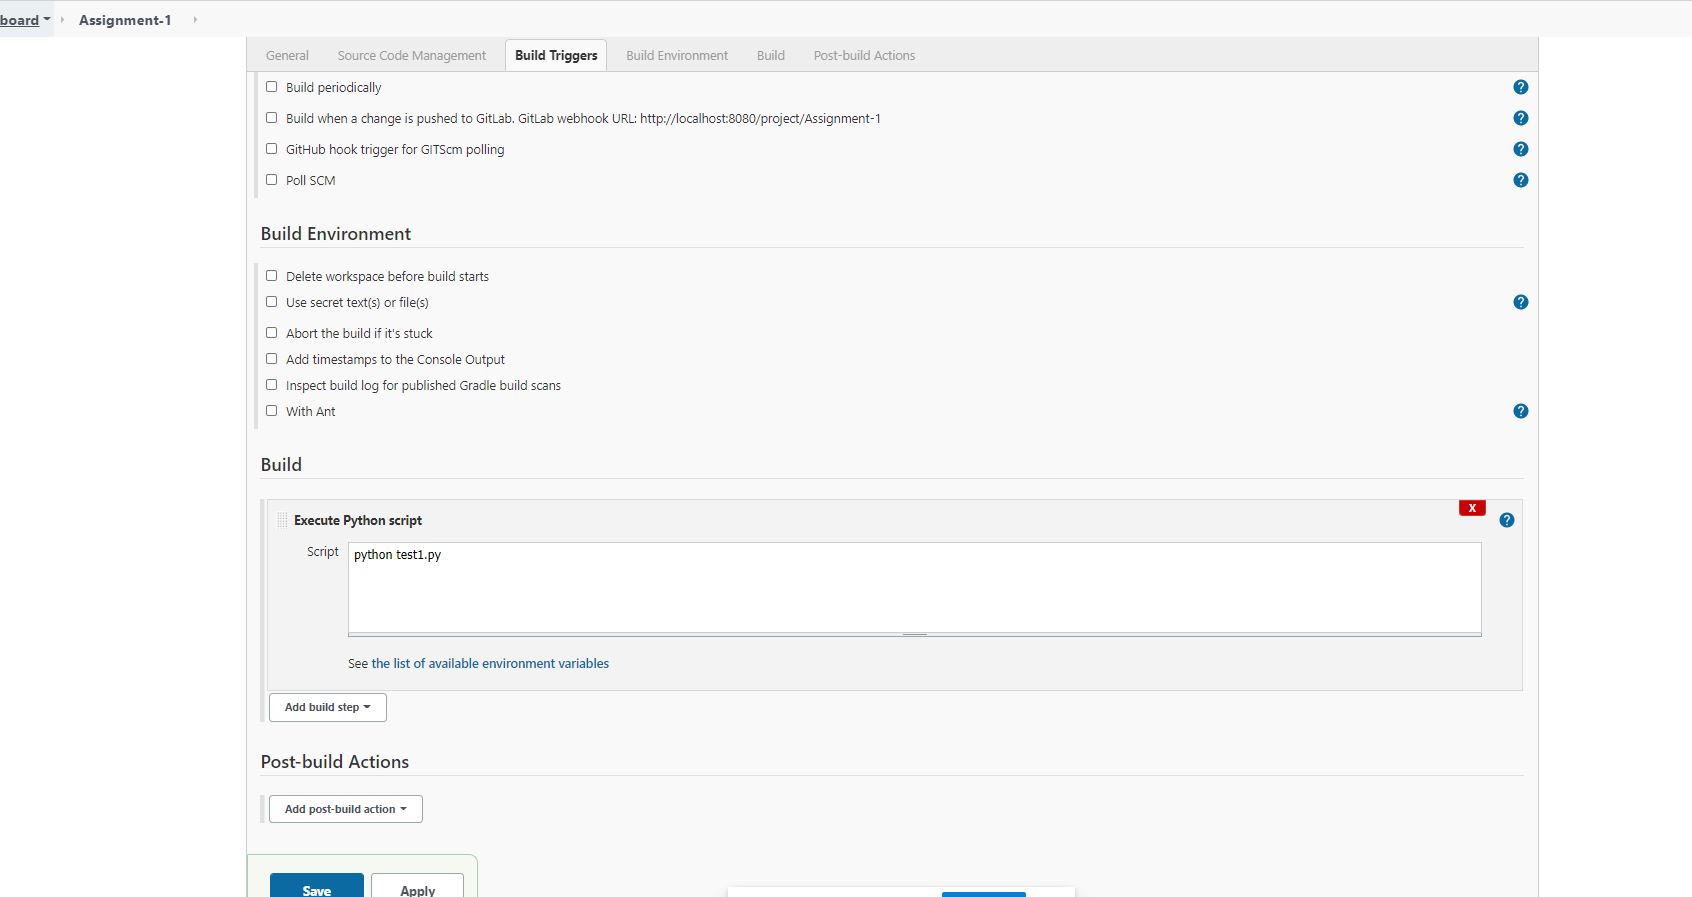 board
Assignment-1
General Source Code Management Build Triggers Build Environment Build Post-build Actions
Build periodically
Build when a change is pushed to GitLab. GitLab webhook URL: http://localhost:8080/project/Assignment-1
GitHub hook trigger for GITScm polling
Poll SCM
Build Environment
Delete workspace before build starts
Use secret text(s) or file(s)
Abort the build if it's stuck
Add timestamps to the Console Output
Inspect build log for published Gradle build scans
With Ant
Build
X
Execute Python script
Script python test1.py
See the list of available environment variables
Add build step
Post-build Actions
Add post-build action
Save Apply